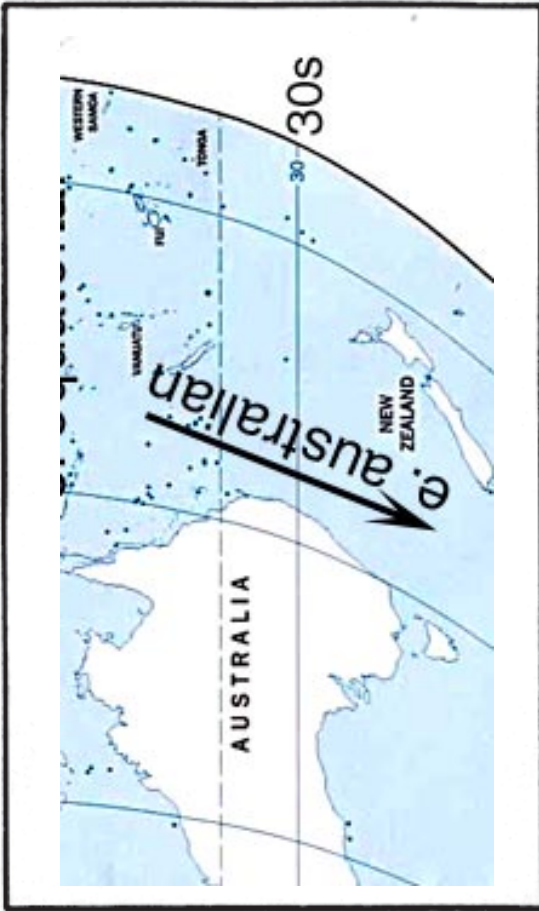 WESTERN
SAMOA
TONGA
30s
30
FIJI
VANUATU
e. australian
NEW
ZEALAND
AUSTRALIA